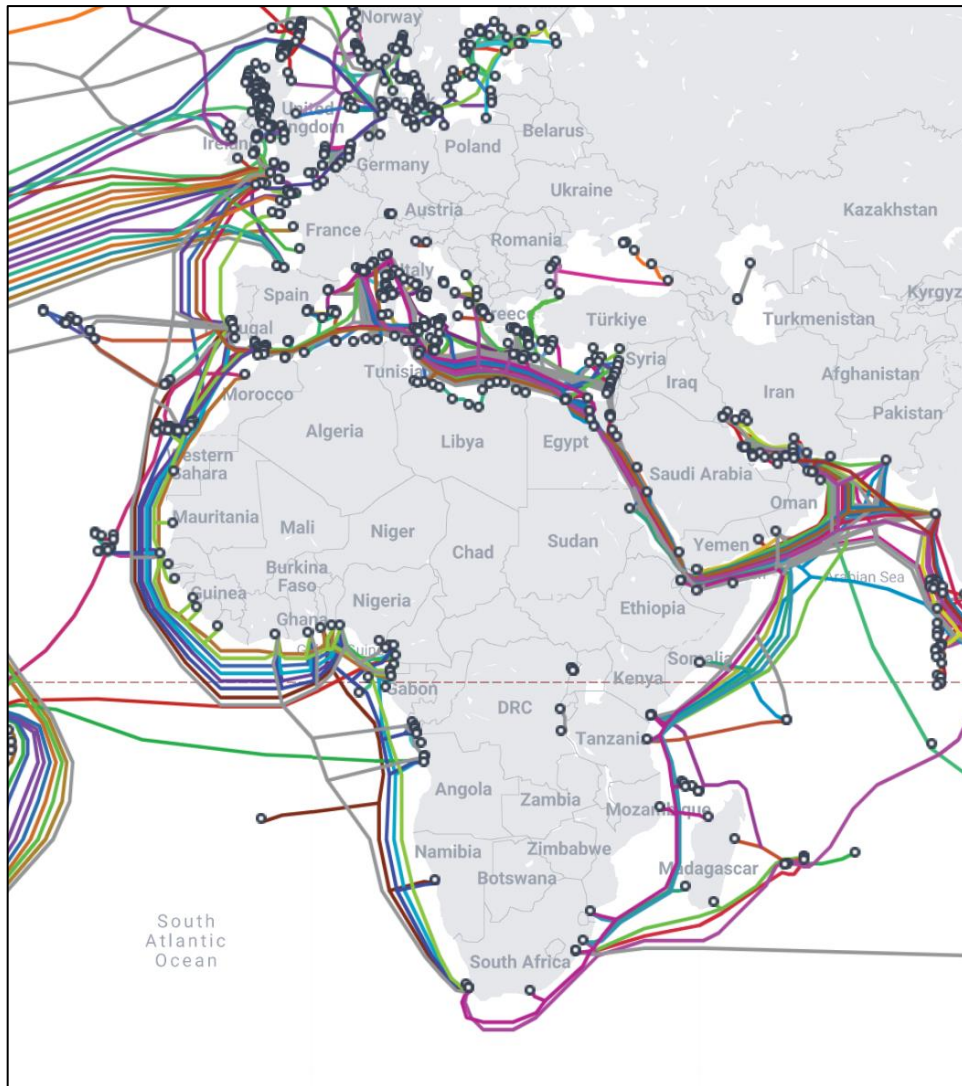 Norway
United
Kingdom
Ireland
Belarus
Poland
Germany
Ukraine
Kazakhstan
Austria
France
Romania
Italy
Spain
Greece
Türkiye
Turkmenistan
Kyrgyz
Portugal
Syria
Tunisia
Iraq
Iran
Afghanistan
Morocco
Pakistan
Algeria
Libya
Egypt
Western
Sahara
Saudi Arabia
Oman
Mauritania
Mali
Niger
Chad
Sudan
Yemen
Burkina
Faso
Arabian Sea
Guinea
Nigeria
Ethiopia
Ghana
Somalia
Gabon
Kenya
DRC
Tanzania
Angola
Zambia
Mozambique
Zimbabwe
Namibia
Madagascar
Botswana
South
Atlantic
Ocean
South Africa